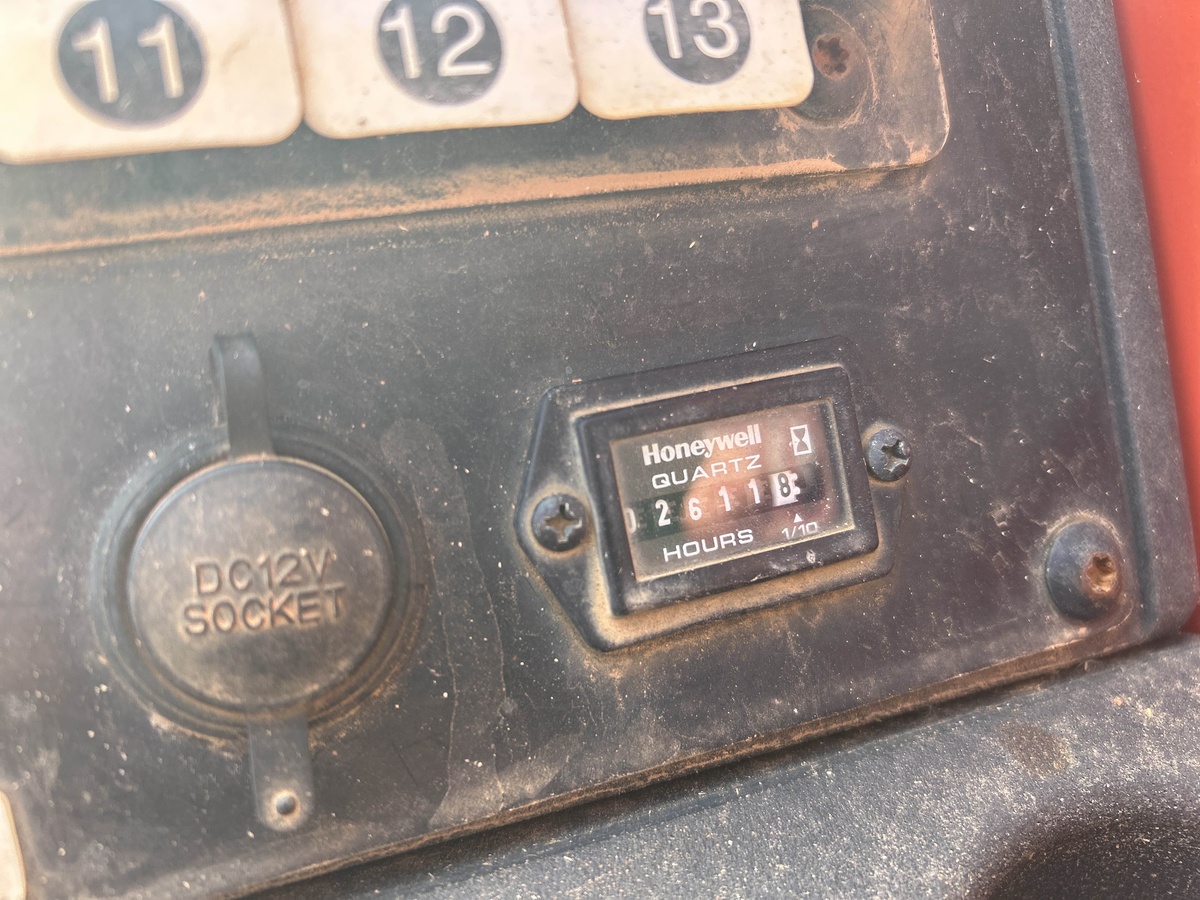 11 12 13
Honeywell
QUARTZ
026118
HOURS 1/10
DC12V
SOCKET